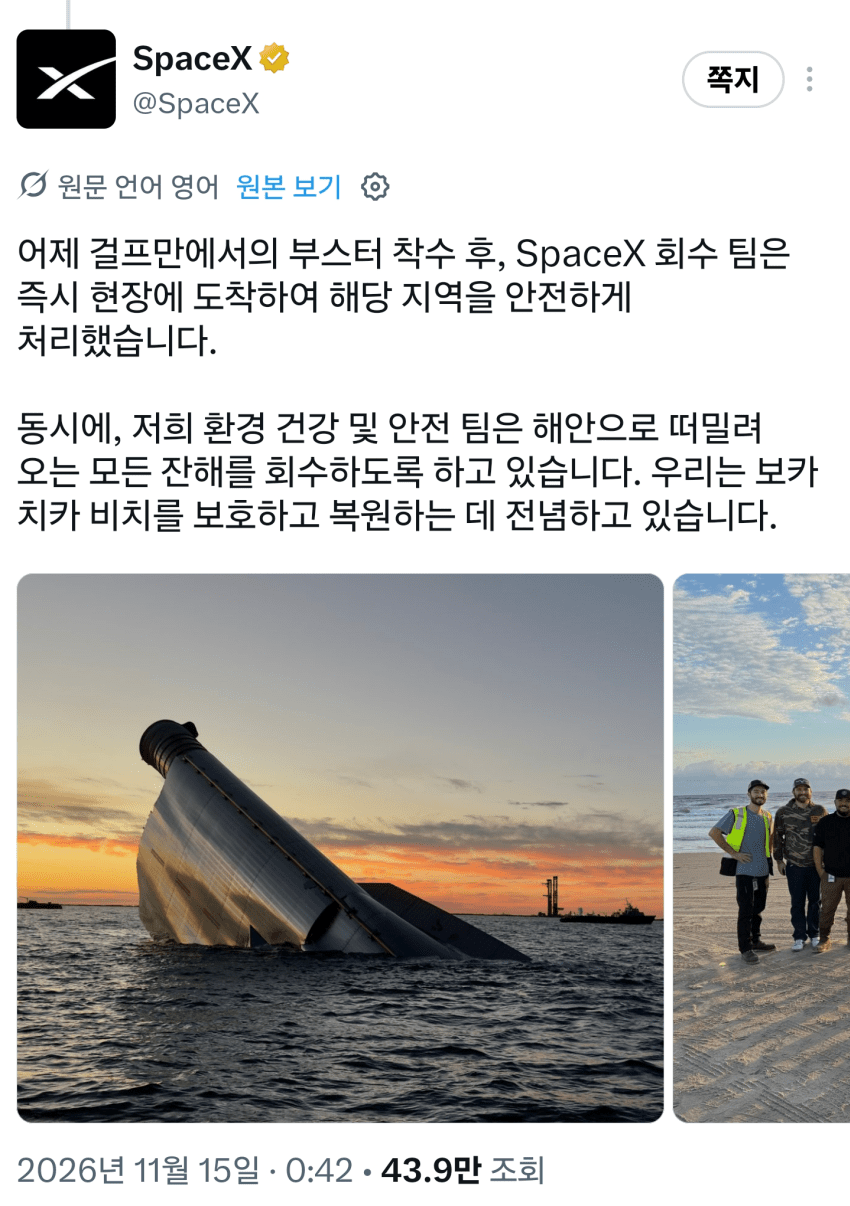 SpaceX
@SpaceX
쪽지
원문 언어 영어 원본 보기
어제 걸프만에서의 부스터 착수 후, SpaceX 회수 팀은
즉시 현장에 도착하여 해당 지역을 안전하게
처리했습니다.
동시에, 저희 환경 건강 및 안전 팀은 해안으로 떠밀려
오는 모든 잔해를 회수하도록 하고 있습니다. 우리는 보카
치카 비치를 보호하고 복원하는 데 전념하고 있습니다.
2026년 11월 15일 · 0:42 • 43.9만 조회